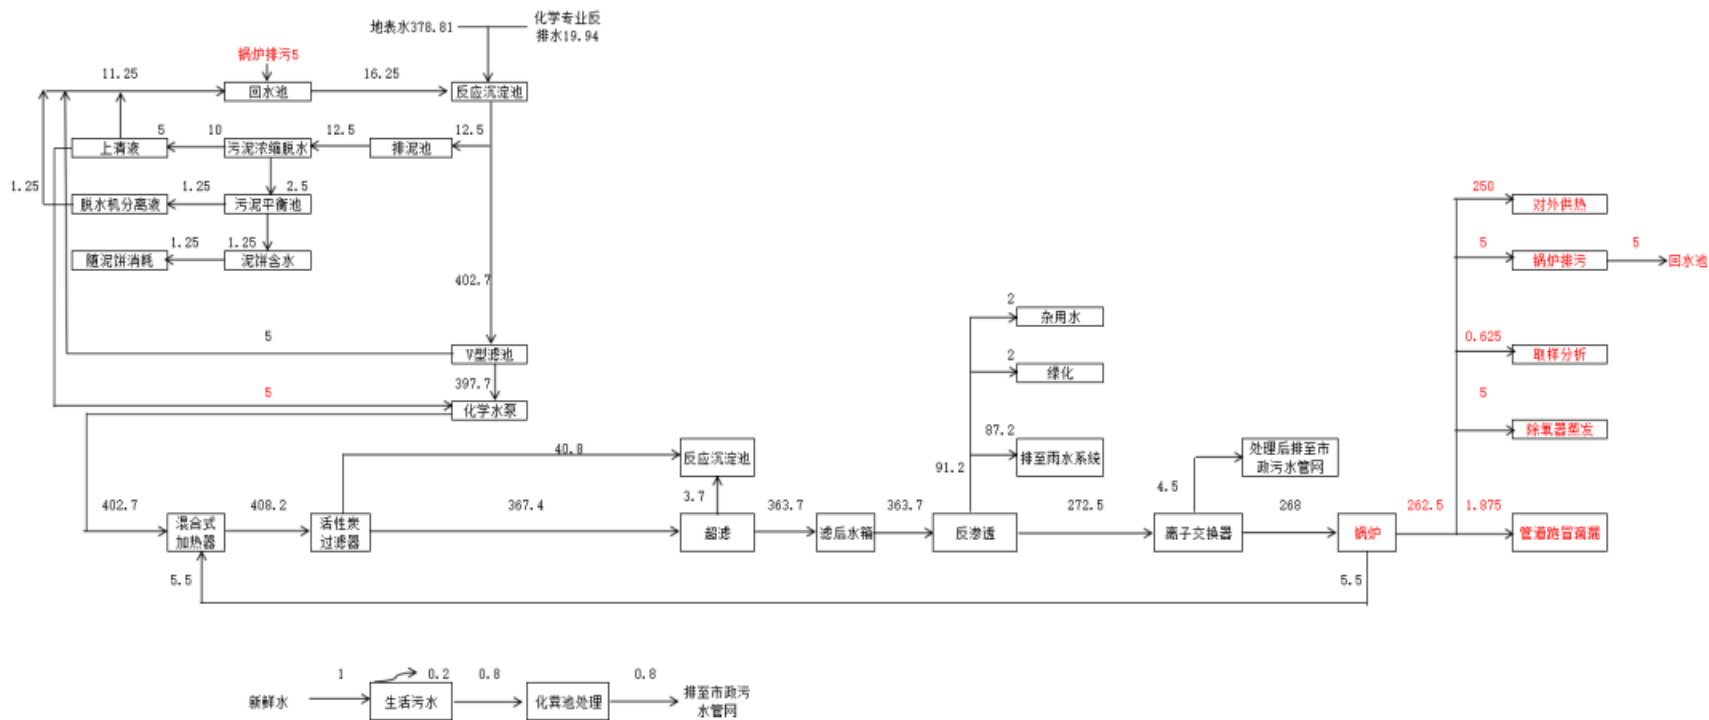 地表水378.81
化学专业反
排水19.94
锅炉排污5
11.25
回水池
16.25
反应沉淀池
上清液
5
10
污泥浓缩脱水
12.5
排泥池
12.5
1.25
脱水机分离液
1.25
2.5
污泥平衡池
随泥饼消耗
1.25
1.25
泥饼含水
402.7
5
V型滤池
397.7
5
化学水泵
250
对外供热
5
锅炉排污
5
回水池
0.625
取样分析
5
除氧器蒸发
2
杂用水
2
绿化
87.2
排至雨水系统
91.2
40.8
反应沉淀池
3.7
处理后排至市
政污水管网
4.5
402.7
混合式
加热器
408.2
活性炭
过滤器
367.4
超滤
363.7
滤后水箱
363.7
反渗透
272.5
离子交换器
268
锅炉
262.5
1.875
管道跑冒滴漏
5.5
5.5
新鲜水
1
生活污水
0.2
0.8
化粪池处理
0.8
排至市政污
水管网